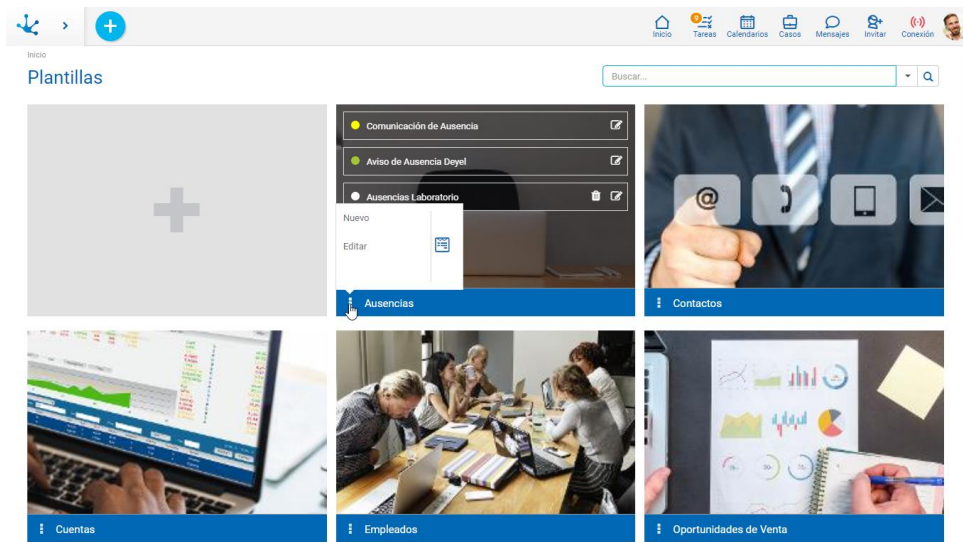 9
Inicio
Tareas
Calendarios
Casos
Mensajes
Invitar
Conexión
Inicio
Plantillas
Buscar...
Comunicación de Ausencia
Aviso de Ausencia Deyel
Ausencias Laboratorio
Nuevo
Editar
Ausencias
Contactos
Cuentas
Empleados
Oportunidades de Venta